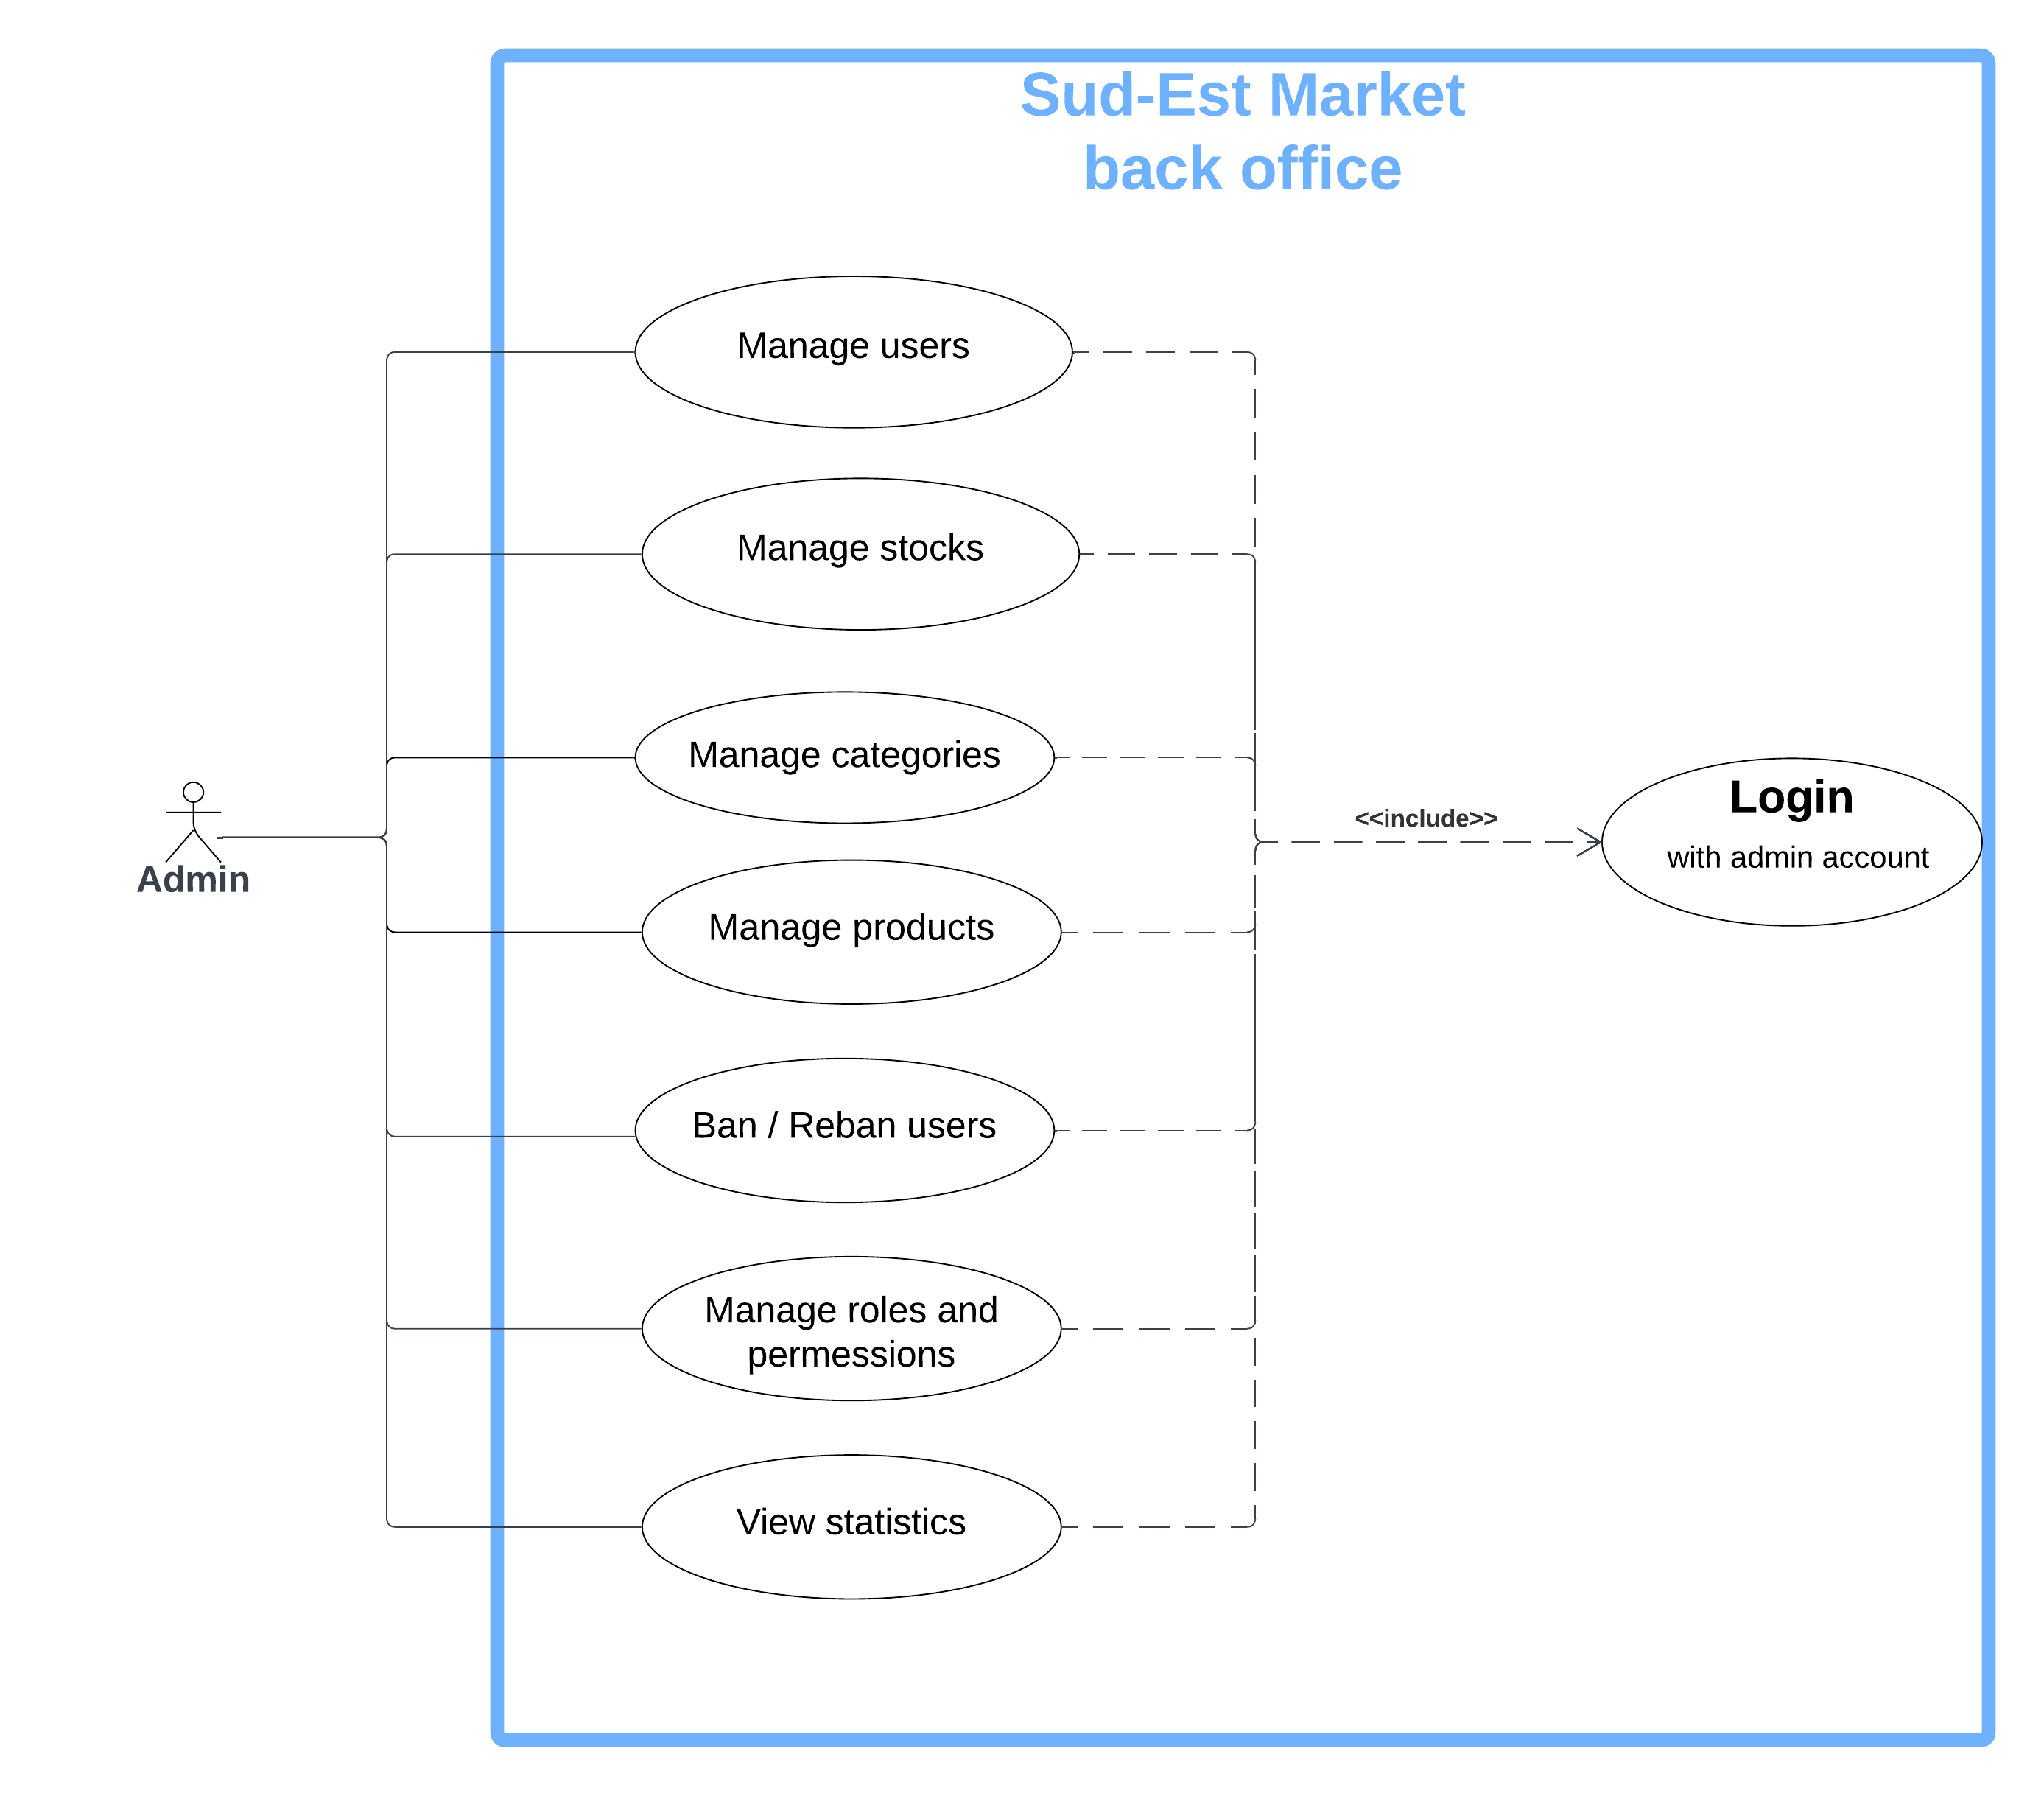 Sud-Est Market
back office
Manage users
Manage stocks
Manage categories
Admin
<<include>>
Login
with admin account
Manage products
Ban / Reban users
Manage roles and
permessions
View statistics